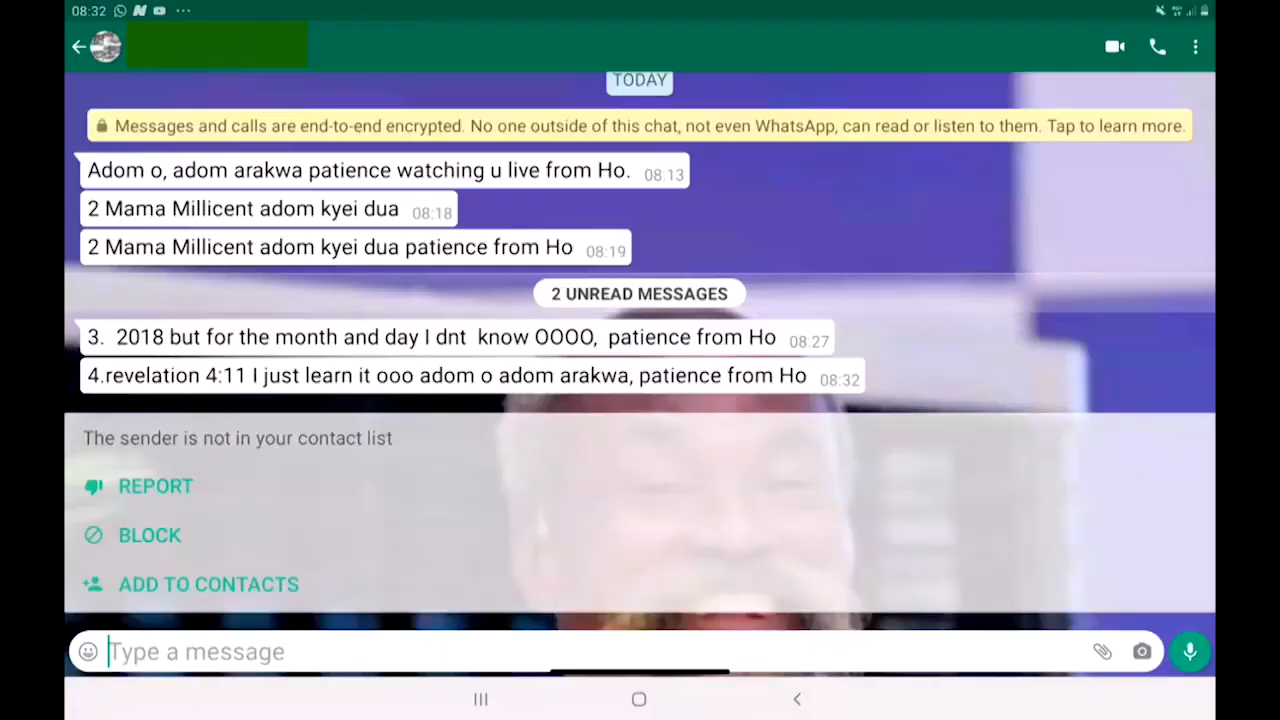 08:32
TODAY
Messages and calls are end-to-end encrypted. No one outside of this chat, not even WhatsApp, can read or listen to them. Tap to learn more.
Adom o, adom arakwa patience watching u live from Ho. 08:13
2 Mama Millicent adom kyei dua 08:18
2 Mama Millicent adom kyei dua patience from Ho 08:19
2 UNREAD MESSAGES
3.  2018 but for the month and day I dnt  know OOOO,  patience from Ho 08:27
4.revelation 4:11 I just learn it ooo adom o adom arakwa, patience from Ho 08:32
The sender is not in your contact list
REPORT
BLOCK
ADD TO CONTACTS
Type a message